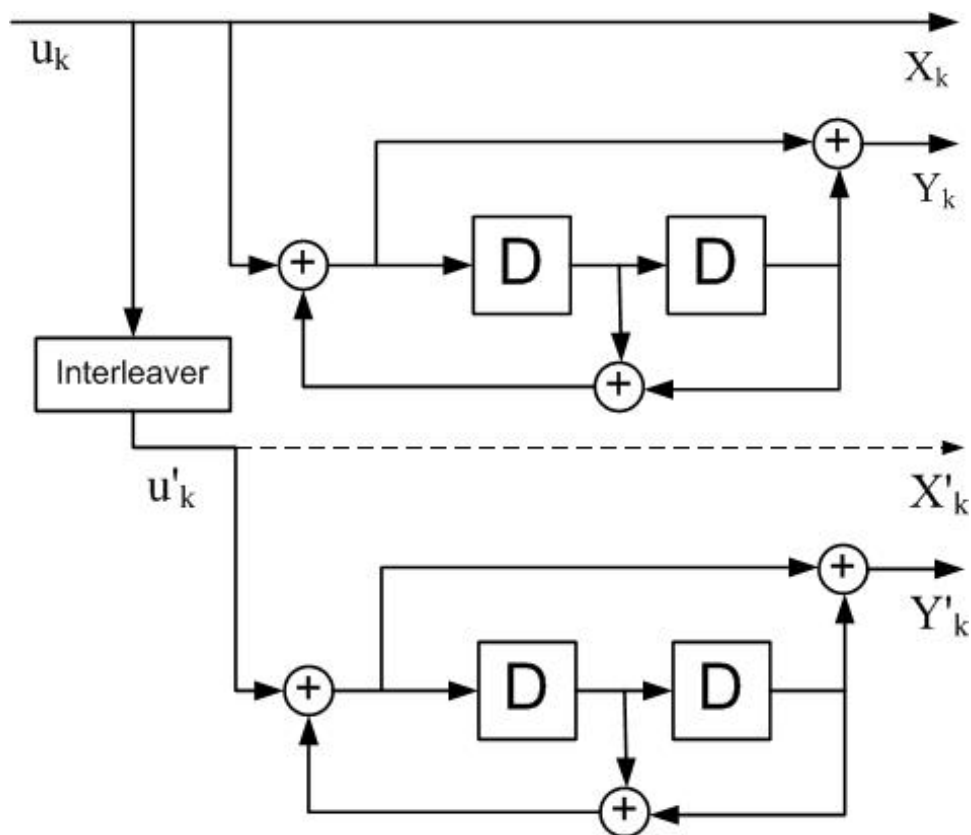 u_k
X_k
+
Y_k
+
D
D
Interleaver
+
u'_k
X'_k
+
Y'_k
+
D
D
+